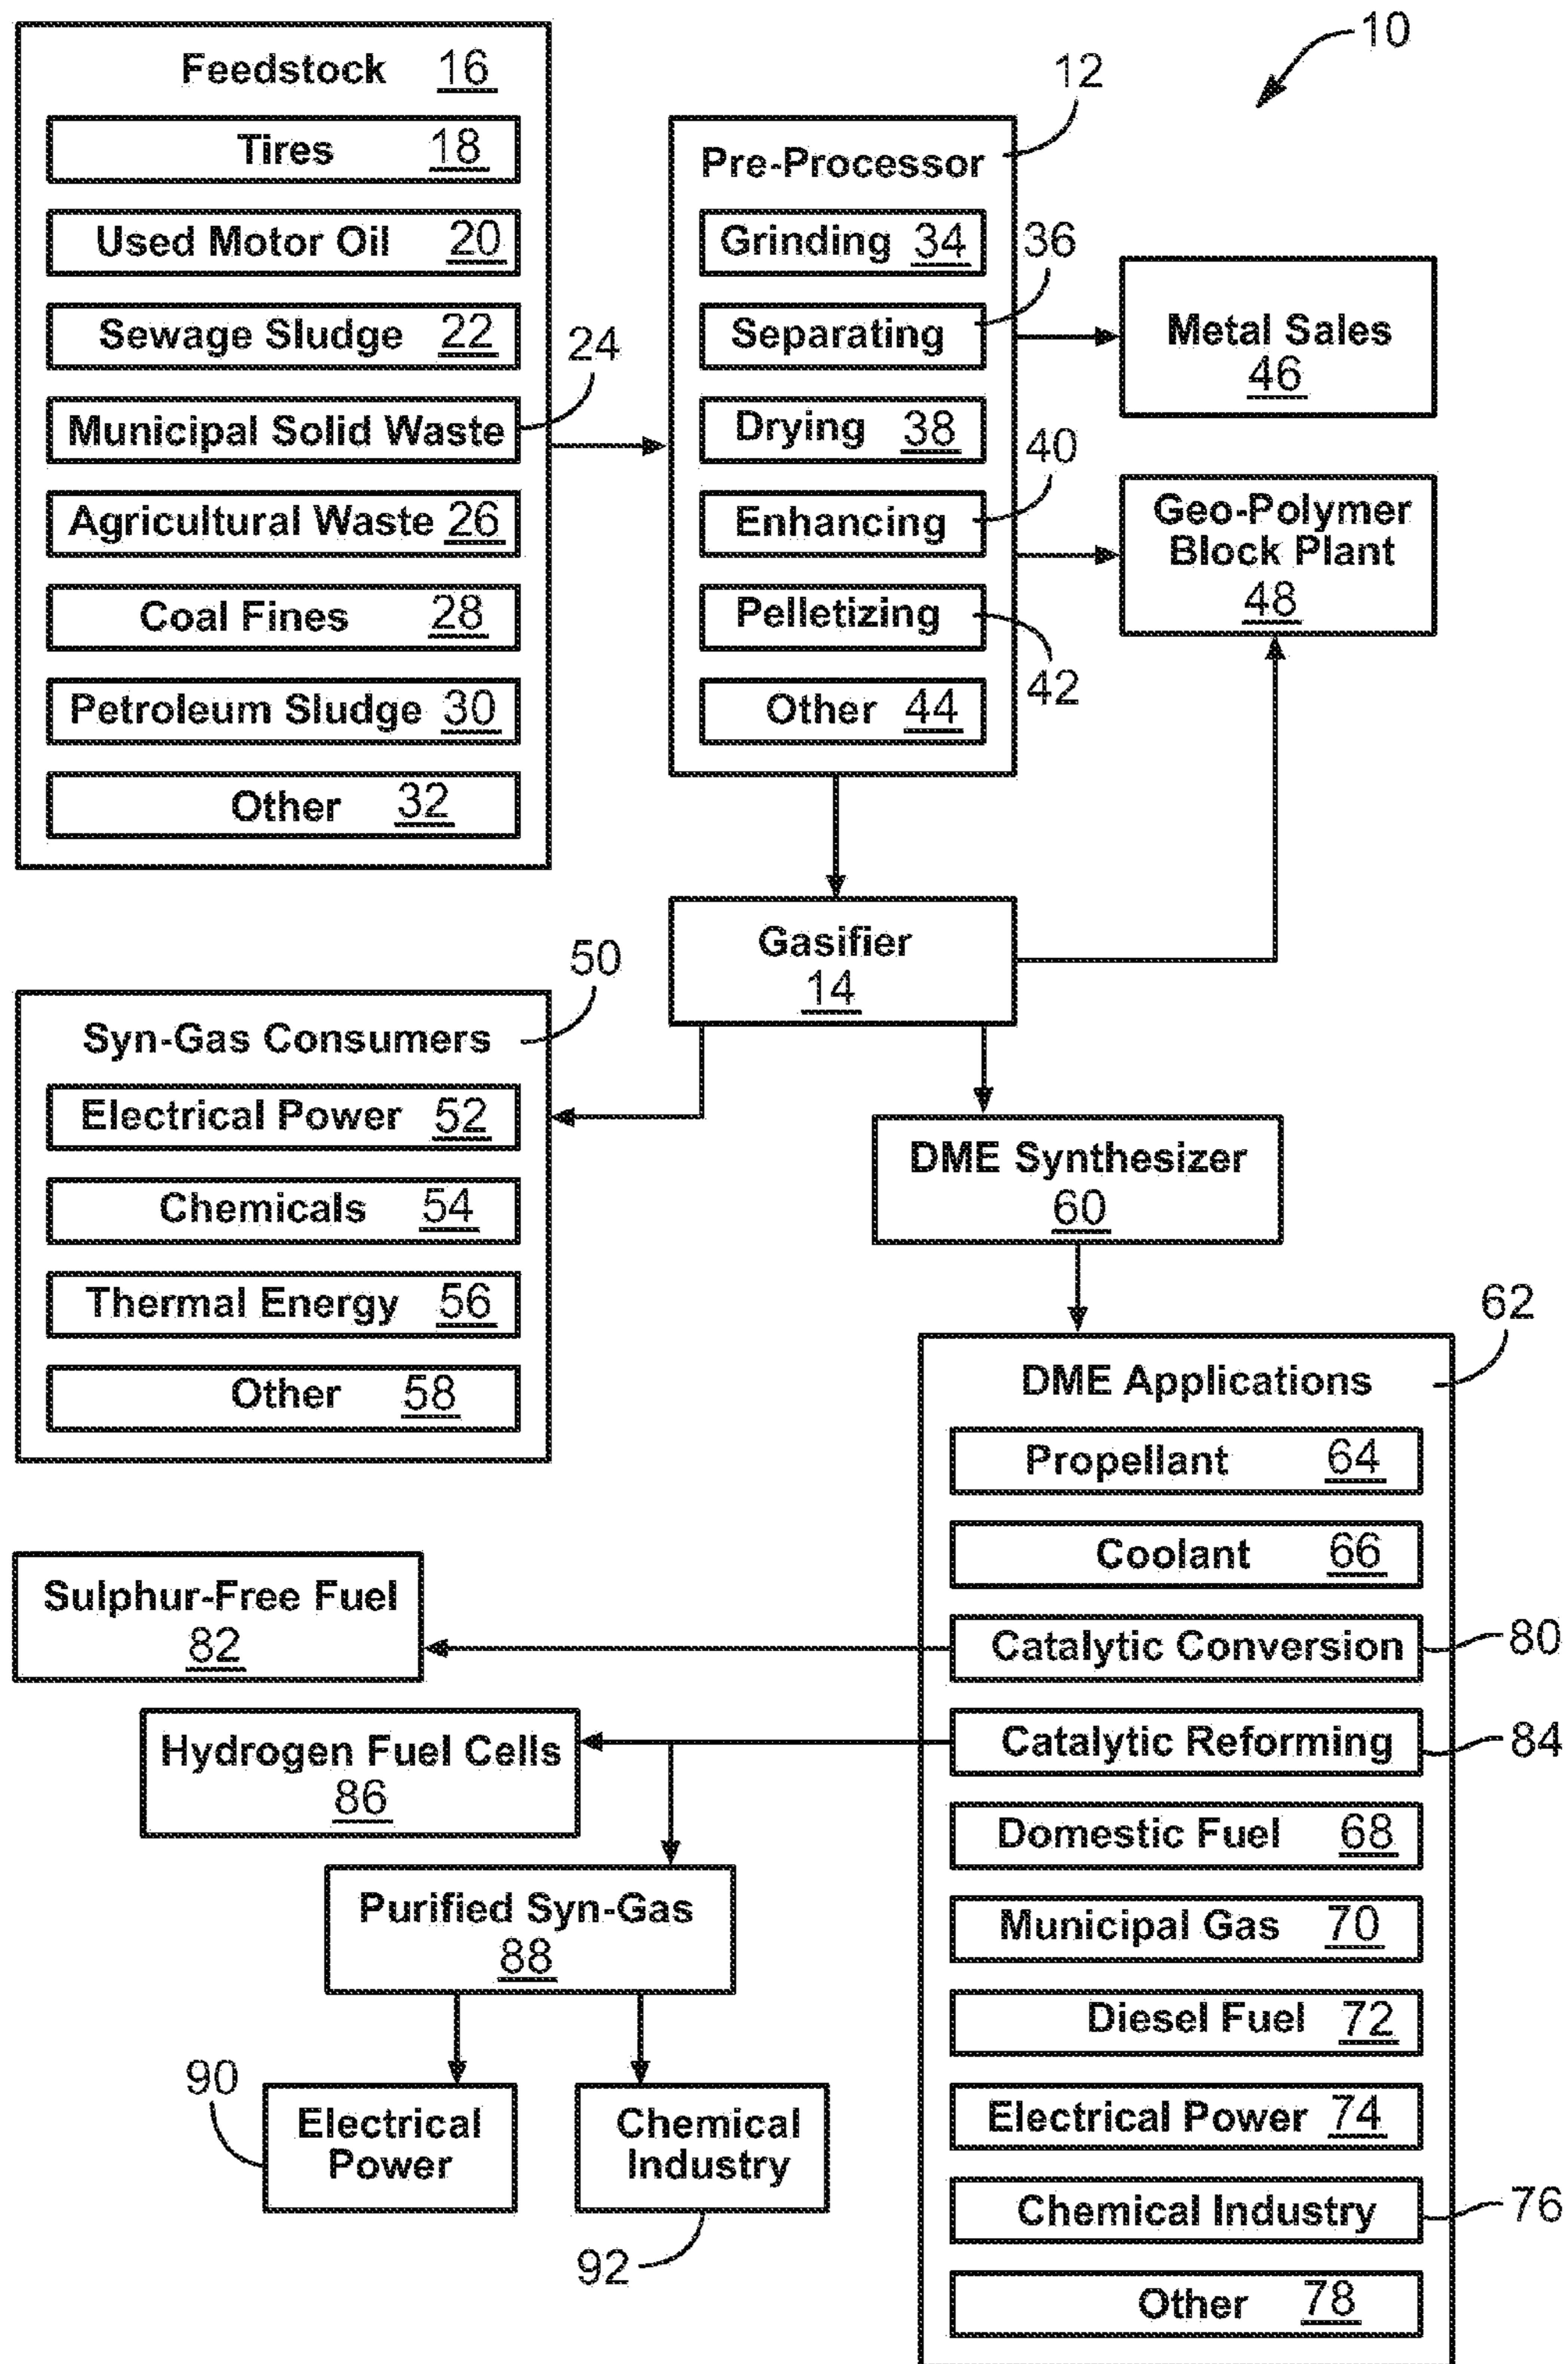 10
Feedstock 16
Tires 18
Used Motor Oil 20
Sewage Sludge 22
24
Municipal Solid Waste
Agricultural Waste 26
Coal Fines 28
Petroleum Sludge 30
Other 32
12
Pre-Processor
Grinding 34
36
Separating
Drying 38
40
Enhancing
Pelletizing
42
Other 44
Metal Sales
46
Geo-Polymer
Block Plant
48
Gasifier
14
50
Syn-Gas Consumers
Electrical Power 52
Chemicals 54
Thermal Energy 56
Other 58
DME Synthesizer
60
62
DME Applications
Propellant 64
Coolant 66
Catalytic Conversion 80
Catalytic Reforming 84
Domestic Fuel 68
Municipal Gas 70
Diesel Fuel 72
Electrical Power 74
Chemical Industry 76
Other 78
Sulphur-Free Fuel
82
Hydrogen Fuel Cells
86
Purified Syn-Gas
88
90
Electrical
Power
Chemical
Industry
92